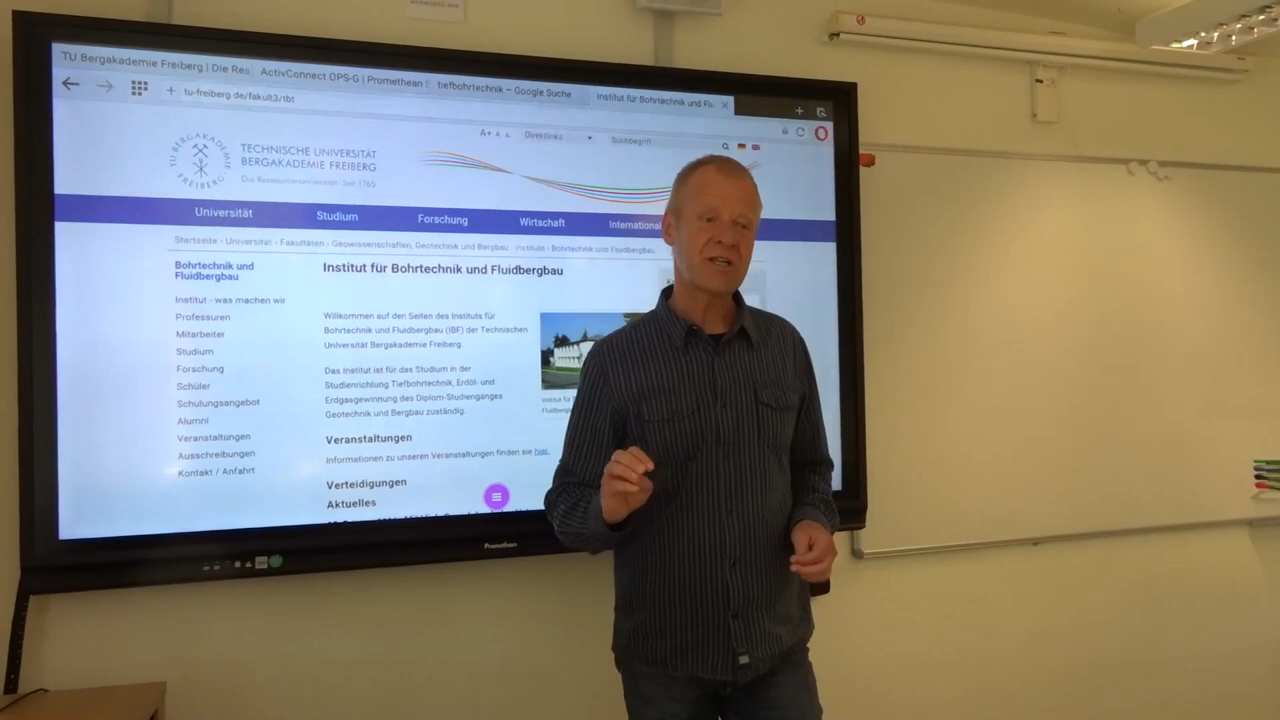 TU Bergakademie Freiberg | Die Res
ActivConnect OPS-G | Promethean
tiefbohrtechnik – Google Suche
Institut für Bohrtechnik und Flu
tu-freiberg.de/fakult3/tbt
A+ A A
Direktlinks
Suchbegriff
TU BERGAKADEMIE FREIBERG
TECHNISCHE UNIVERSITÄT
BERGAKADEMIE FREIBERG
Die Ressourcenuniversität. Seit 1765.
Universität
Studium
Forschung
Wirtschaft
International
Startseite › Universität › Fakultäten › Geowissenschaften, Geotechnik und Bergbau › Institute › Bohrtechnik und Fluidbergbau
Bohrtechnik und
Fluidbergbau
Institut - was machen wir
Professuren
Mitarbeiter
Studium
Forschung
Schüler
Schulungsangebot
Alumni
Veranstaltungen
Ausschreibungen
Kontakt / Anfahrt
Institut für Bohrtechnik und Fluidbergbau
Willkommen auf den Seiten des Instituts für
Bohrtechnik und Fluidbergbau (IBF) der Technischen
Universität Bergakademie Freiberg.
Das Institut ist für das Studium in der
Studienrichtung Tiefbohrtechnik, Erdöl- und
Erdgasgewinnung des Diplom-Studienganges
Geotechnik und Bergbau zuständig.
Veranstaltungen
Informationen zu unseren Veranstaltungen finden sie hier.
Verteidigungen
Aktuelles
Institut für
Promethean